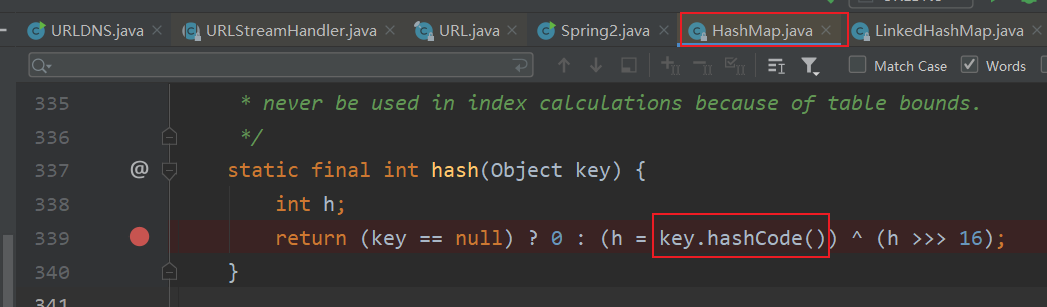 URLDNS.java URLStreamHandler.java URL.java Spring2.java HashMap.java LinkedHashMap.java
Match Case Words
335 * never be used in index calculations because of table bounds.
336 */
337 @ static final int hash(Object key) {
338 int h;
339 return (key == null) ? 0 : (h = key.hashCode()) ^ (h >>> 16);
340 }
341